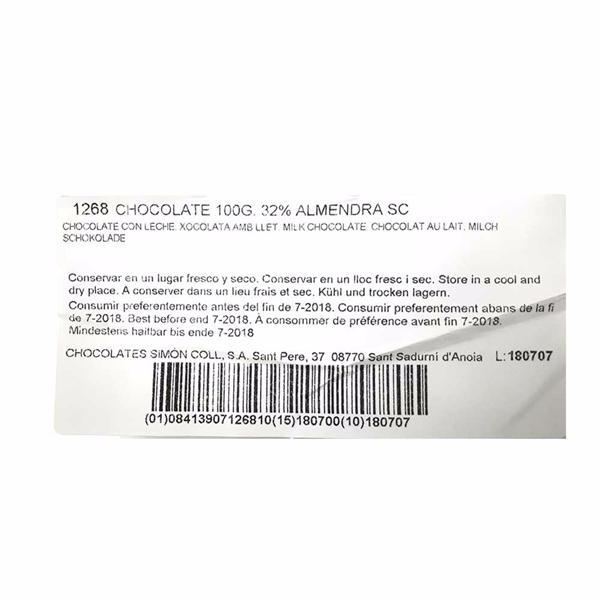 1268 CHOCOLATE 100G. 32% ALMENDRA SC
CHOCOLATE CON LECHE. XOCOLATA AMB LLET. MILK CHOCOLATE. CHOCOLAT AU LAIT. MILCH
SCHOKOLADE
Conservar en un lugar fresco y seco. Conservar en un lloc fresc i sec. Store in a cool and
dry place. A conserver dans un lieu frais et sec. Kühl und trocken lagern.
Consumir preferentemente antes del fin de 7-2018. Consumir preferentement abans de la fi
de 7-2018. Best before end 7-2018. À consommer de préférence avant fin 7-2018.
Mindestens haltbar bis ende 7-2018
CHOCOLATES SIMÓN COLL, S.A. Sant Pere, 37 08770 Sant Sadurní d'Anoia L: 180707
(01)08413907126810(15)180700(10)180707